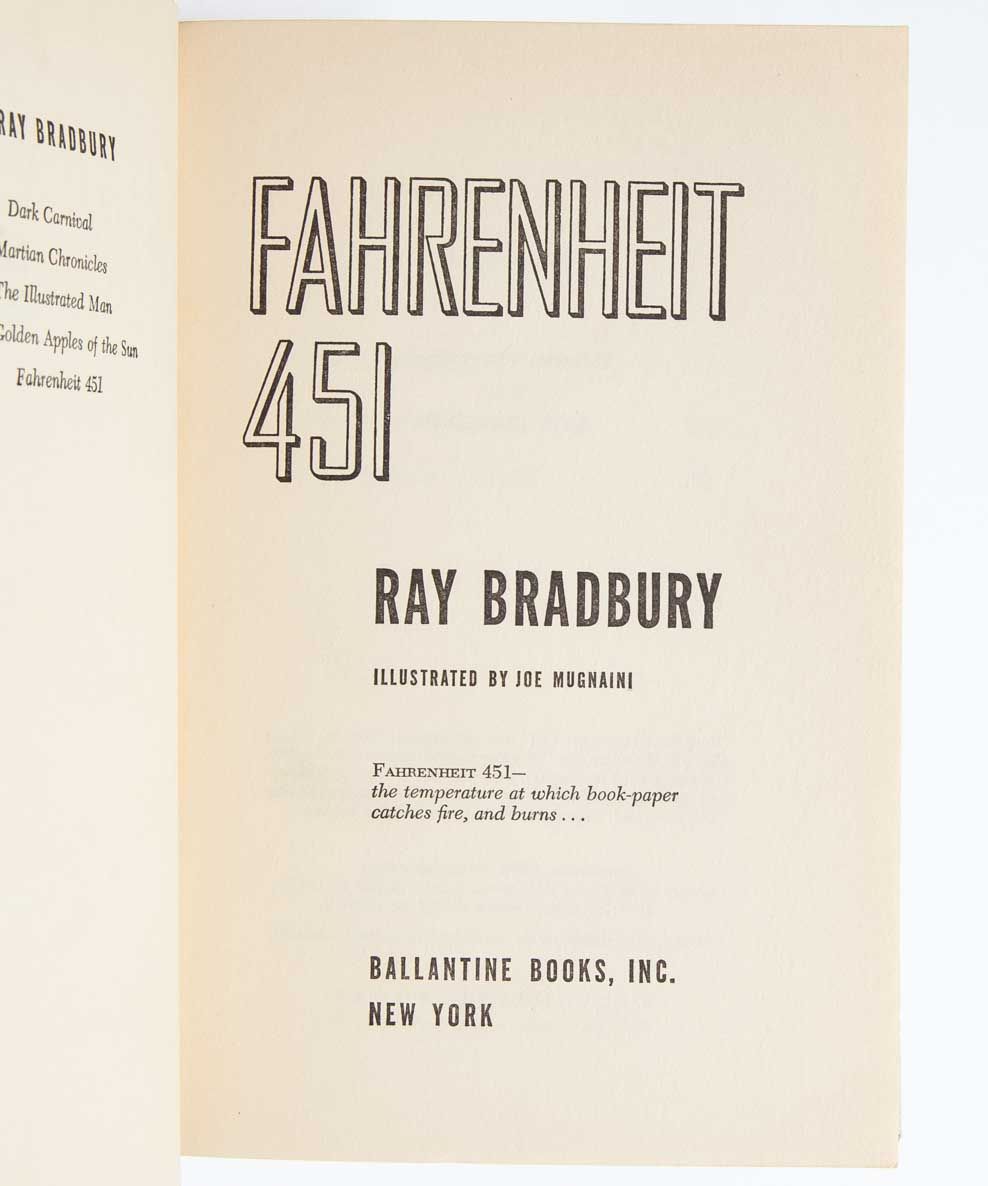 RAY BRADBURY
Dark Carnival
Martian Chronicles
The Illustrated Man
Golden Apples of the Sun
Fahrenheit 451
FAHRENHEIT
451
RAY BRADBURY
ILLUSTRATED BY JOE MUGNAINI
FAHRENHEIT 451—
the temperature at which book-paper
catches fire, and burns . . .
BALLANTINE BOOKS, INC.
NEW YORK